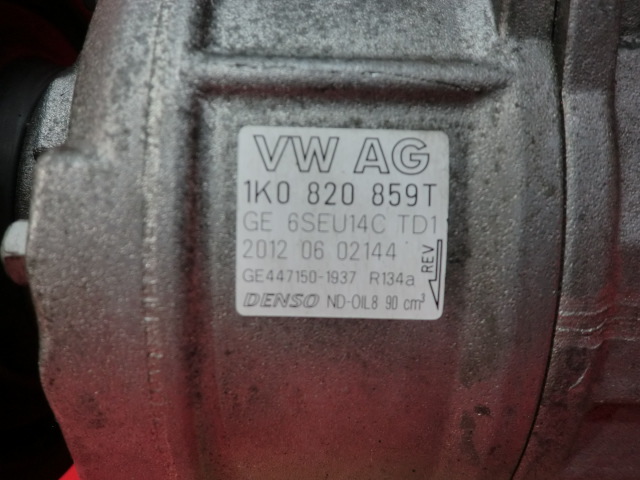 VW AG
1K0 820 859T
GE 6SEU14C TD1
2012 06 02144
REV
GE447150-1937 R134a
DENSO ND-OIL8 90 cm³